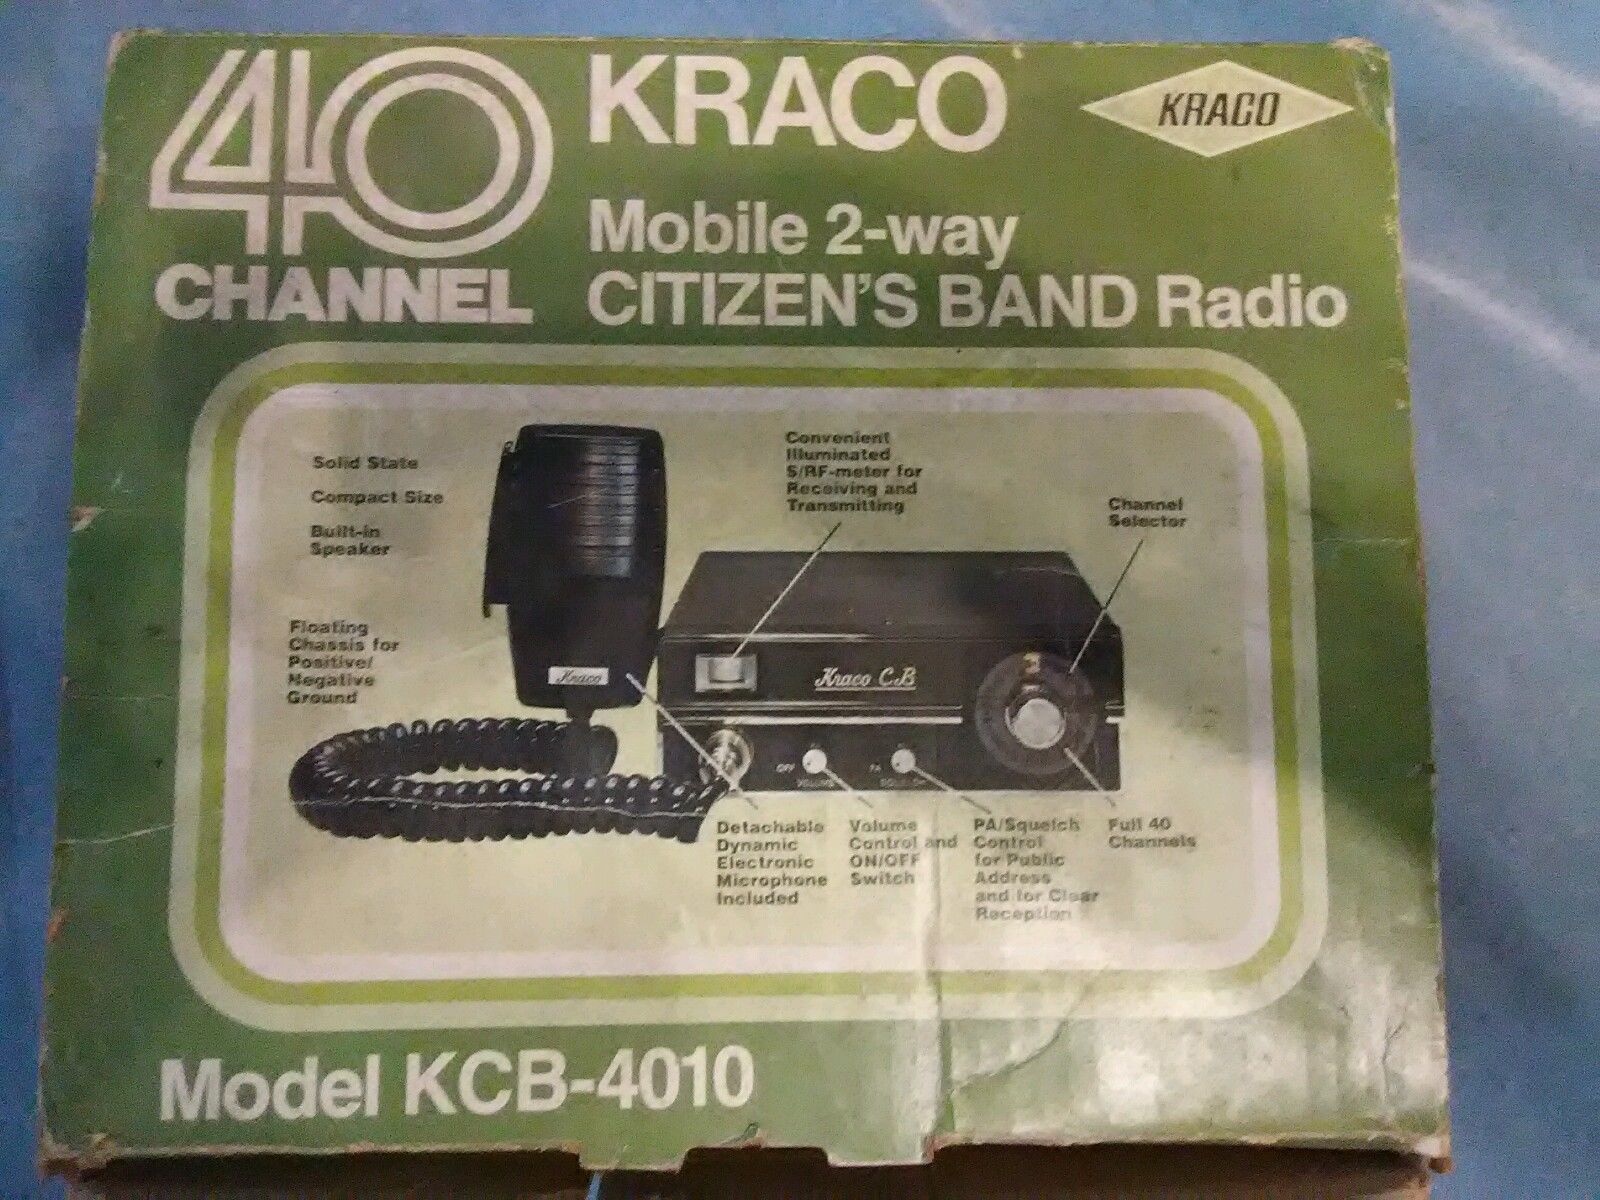 40
CHANNEL
KRACO
KRACO
Mobile 2-way
CITIZEN'S BAND Radio
Solid State
Compact Size
Built-in
Speaker
Floating
Chassis for
Positive/
Negative
Ground
Convenient
Illuminated
S/RF-meter for
Receiving and
Transmitting
Channel
Selector
Kraco
Kraco CB
OFF
VOLUME
PA
Detachable
Dynamic
Electronic
Microphone
Included
Volume
Control and
ON/OFF
Switch
PA/Squelch
Control
for Public
Address
and for Clear
Reception
Full 40
Channels
Model KCB-4010